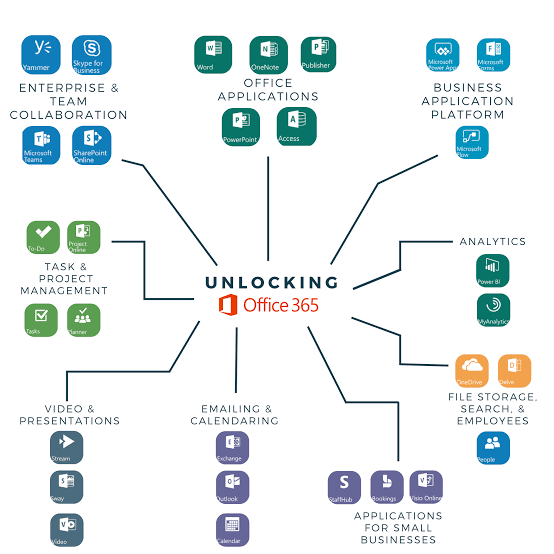 Yammer
Skype for
Business
ENTERPRISE &
TEAM
COLLABORATION
Microsoft
Teams
SharePoint
Online
Word
OneNote
Publisher
OFFICE
APPLICATIONS
PowerPoint
Access
Microsoft
Power Apps
Microsoft
Forms
BUSINESS
APPLICATION
PLATFORM
Microsoft
Flow
To-Do
Project
Online
TASK &
PROJECT
MANAGEMENT
Tasks
Planner
UNLOCKING
Office 365
ANALYTICS
Power BI
MyAnalytics
OneDrive
Delve
FILE STORAGE,
SEARCH, &
EMPLOYEES
People
VIDEO &
PRESENTATIONS
Stream
Sway
Video
EMAILING &
CALENDARING
Exchange
Outlook
Calendar
StaffHub
Bookings
Visio Online
APPLICATIONS
FOR SMALL
BUSINESSES